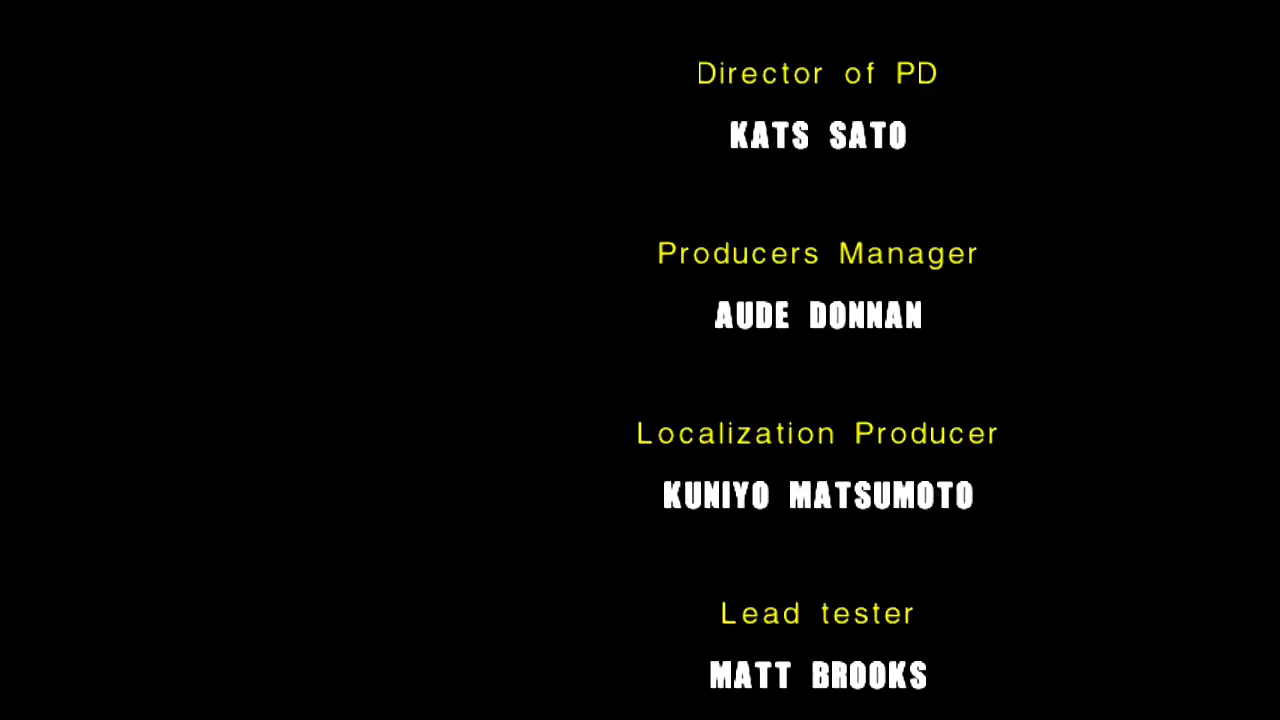 Director of PD
KATS SATO
Producers Manager
AUDE DONNAN
Localization Producer
KUNIYO MATSUMOTO
Lead tester
MATT BROOKS